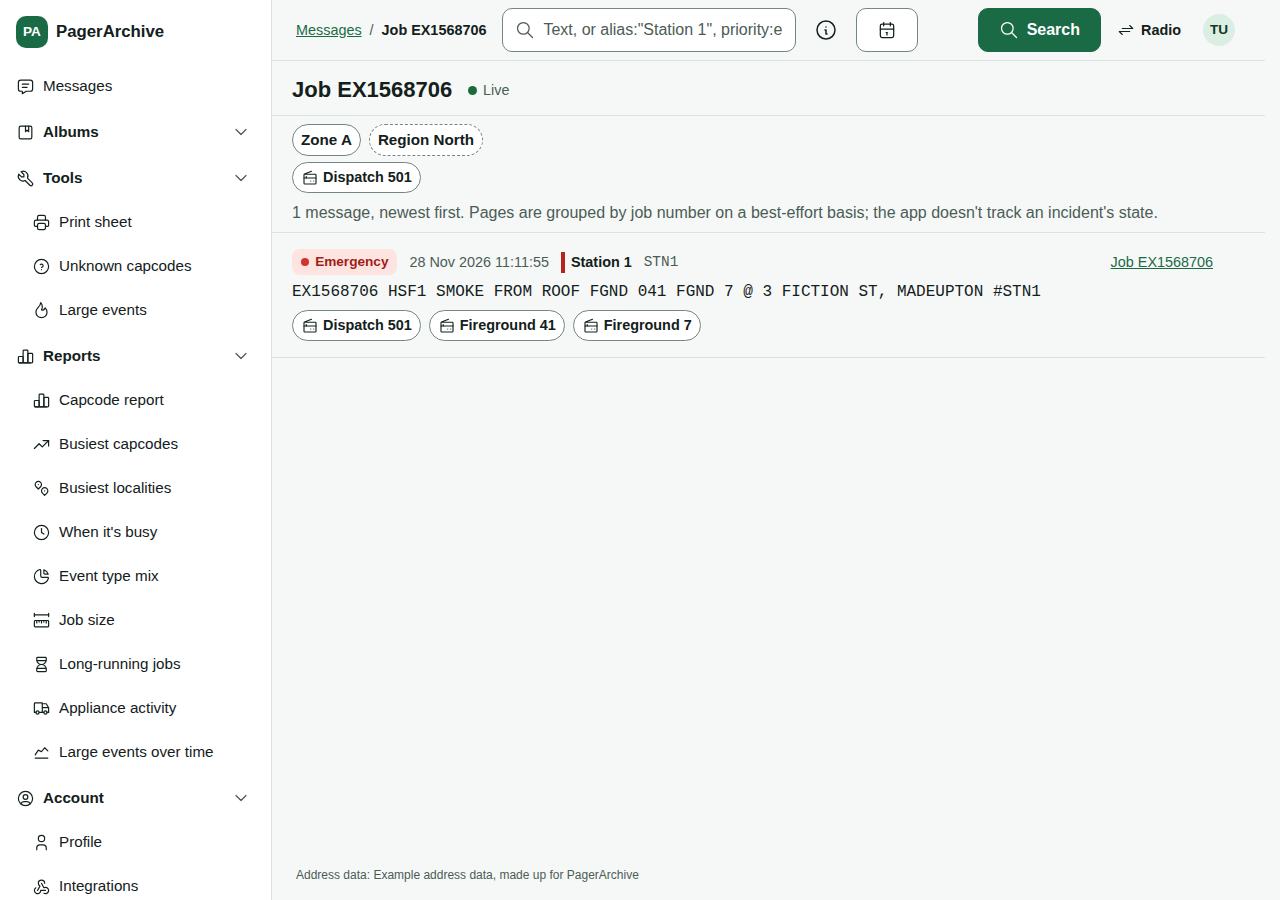 PA PagerArchive
Messages
Albums
Tools
Print sheet
Unknown capcodes
Large events
Reports
Capcode report
Busiest capcodes
Busiest localities
When it's busy
Event type mix
Job size
Long-running jobs
Appliance activity
Large events over time
Account
Profile
Integrations
Messages / Job EX1568706
Text, or alias:"Station 1", priority:e
Search
Radio
TU
Job EX1568706
Live
Zone A Region North
Dispatch 501
1 message, newest first. Pages are grouped by job number on a best-effort basis; the app doesn't track an incident's state.
Emergency 28 Nov 2026 11:11:55 Station 1 STN1 Job EX1568706
EX1568706 HSF1 SMOKE FROM ROOF FGND 041 FGND 7 @ 3 FICTION ST, MADEUPTON #STN1
Dispatch 501 Fireground 41 Fireground 7
Address data: Example address data, made up for PagerArchive